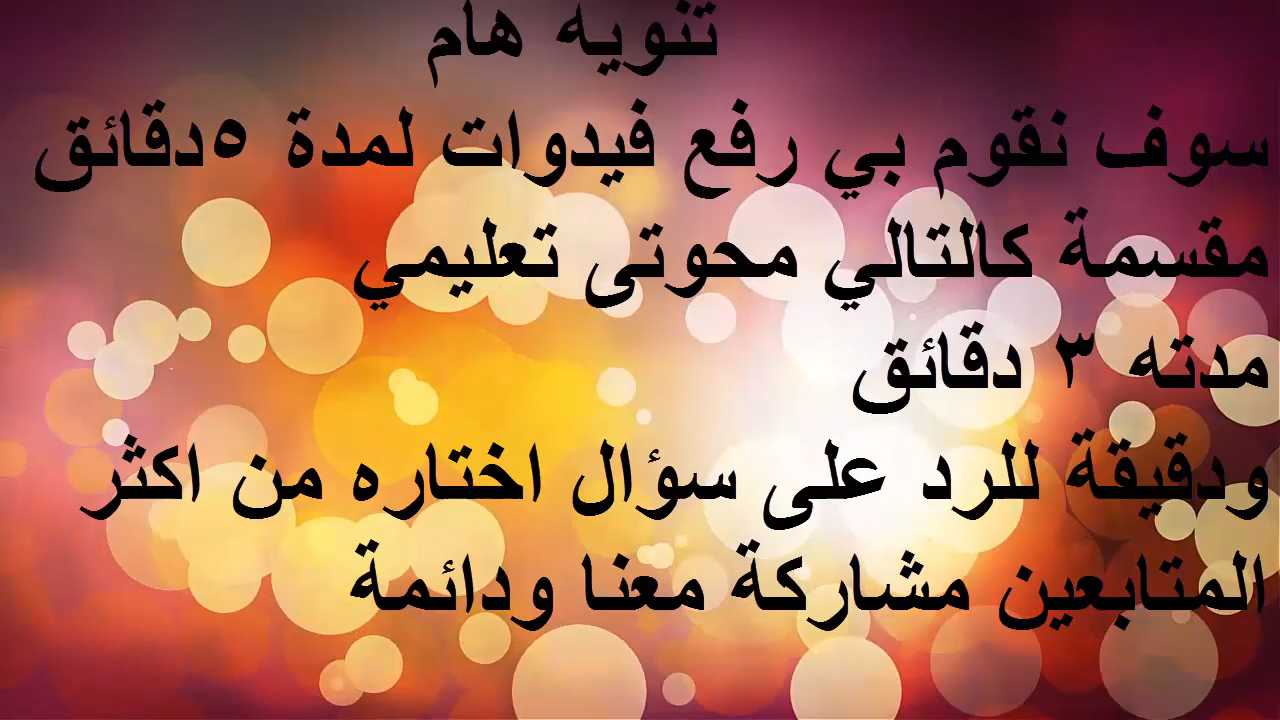 تنويه هام
سوف نقوم بي رفع فيدوات لمدة ٥دقائق
مقسمة كالتالي محوتى تعليمي
مدته ٣ دقائق
ودقيقة للرد على سؤال اختاره من اكثر
المتابعين مشاركة معنا ودائمة